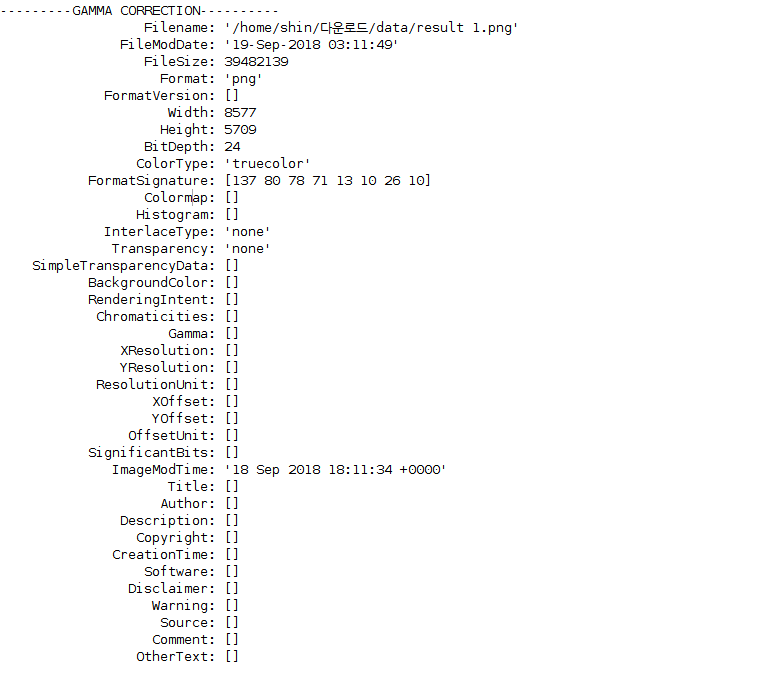 ---------GAMMA CORRECTION----------
Filename: '/home/shin/다운로드/data/result 1.png'
FileModDate: '19-Sep-2018 03:11:49'
FileSize: 39482139
Format: 'png'
FormatVersion: []
Width: 8577
Height: 5709
BitDepth: 24
ColorType: 'truecolor'
FormatSignature: [137 80 78 71 13 10 26 10]
Colormap: []
Histogram: []
InterlaceType: 'none'
Transparency: 'none'
SimpleTransparencyData: []
BackgroundColor: []
RenderingIntent: []
Chromaticities: []
Gamma: []
XResolution: []
YResolution: []
ResolutionUnit: []
XOffset: []
YOffset: []
OffsetUnit: []
SignificantBits: []
ImageModTime: '18 Sep 2018 18:11:34 +0000'
Title: []
Author: []
Description: []
Copyright: []
CreationTime: []
Software: []
Disclaimer: []
Warning: []
Source: []
Comment: []
OtherText: []